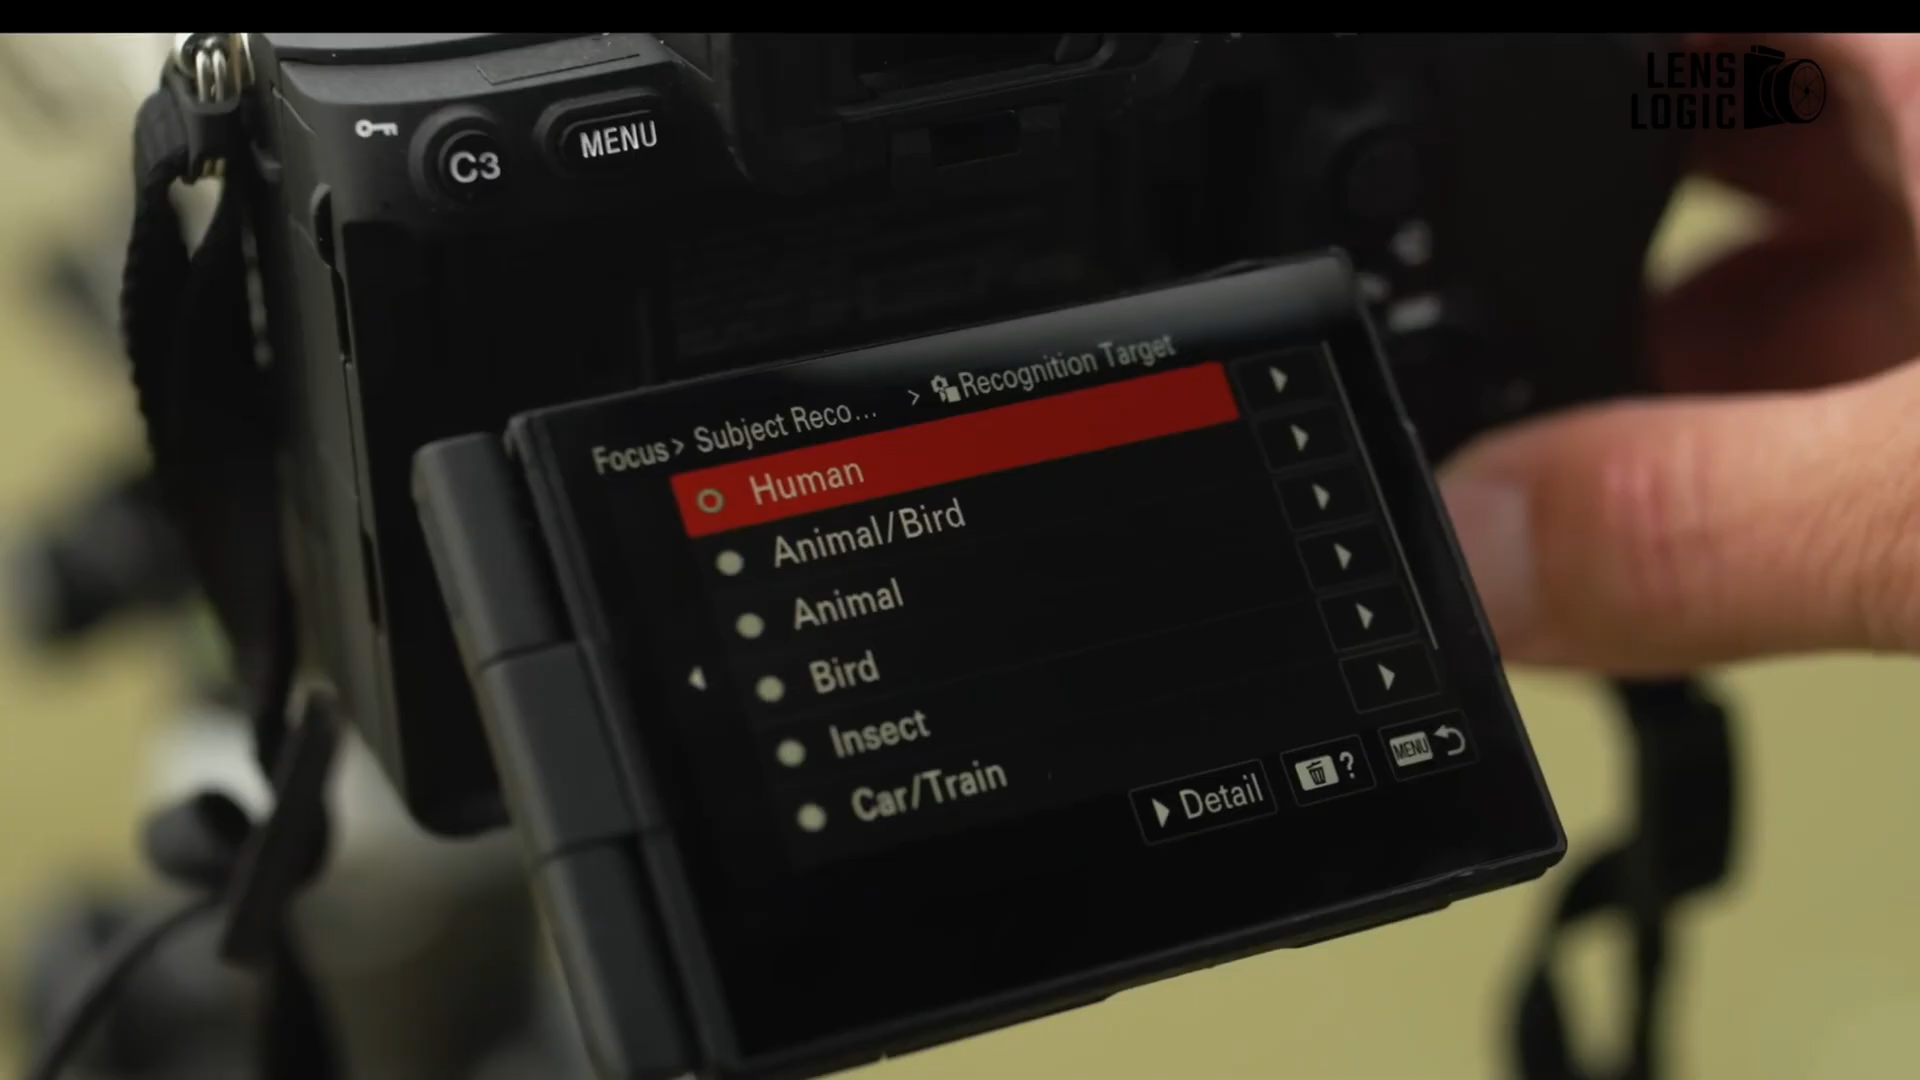 LENS
LOGIC
C3
MENU
Focus> Subject Reco... > Recognition Target
Human
Animal/Bird
Animal
Bird
Insect
Car/Train
Detail
?
MENU